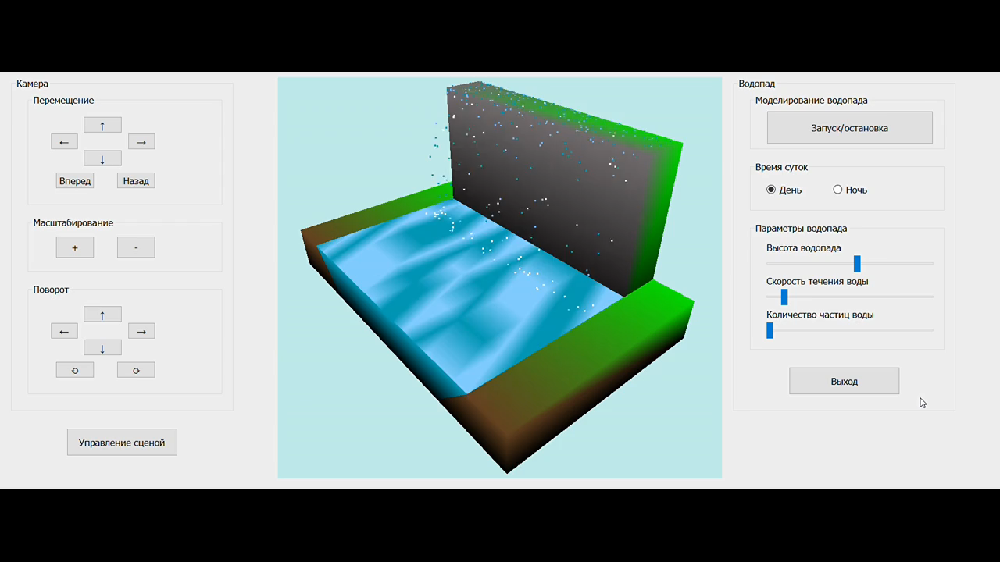 Камера
Перемещение
↑
← →
↓
Вперед Назад
Масштабирование
+ -
Поворот
↑
← →
↓
⟲ ⟳
Управление сценой
Водопад
Моделирование водопада
Запуск/остановка
Время суток
День Ночь
Параметры водопада
Высота водопада
Скорость течения воды
Количество частиц воды
Выход